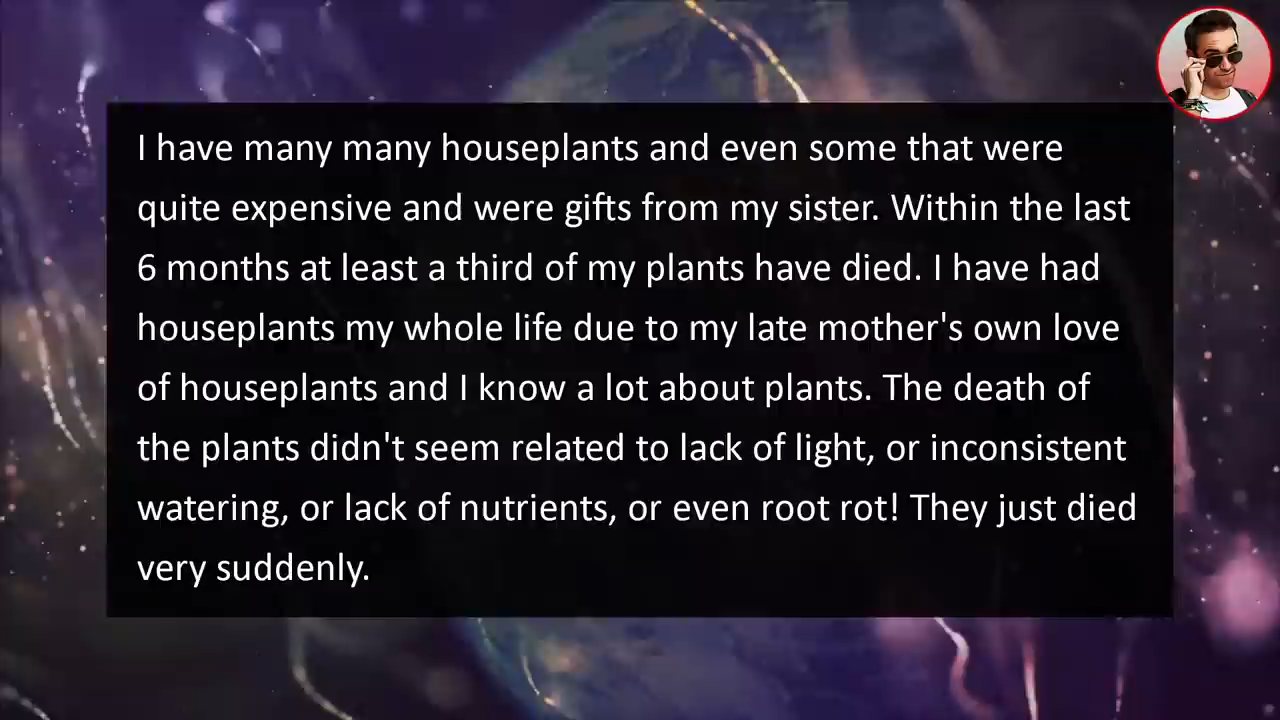 I have many many houseplants and even some that were
quite expensive and were gifts from my sister. Within the last
6 months at least a third of my plants have died. I have had
houseplants my whole life due to my late mother's own love
of houseplants and I know a lot about plants. The death of
the plants didn't seem related to lack of light, or inconsistent
watering, or lack of nutrients, or even root rot! They just died
very suddenly.